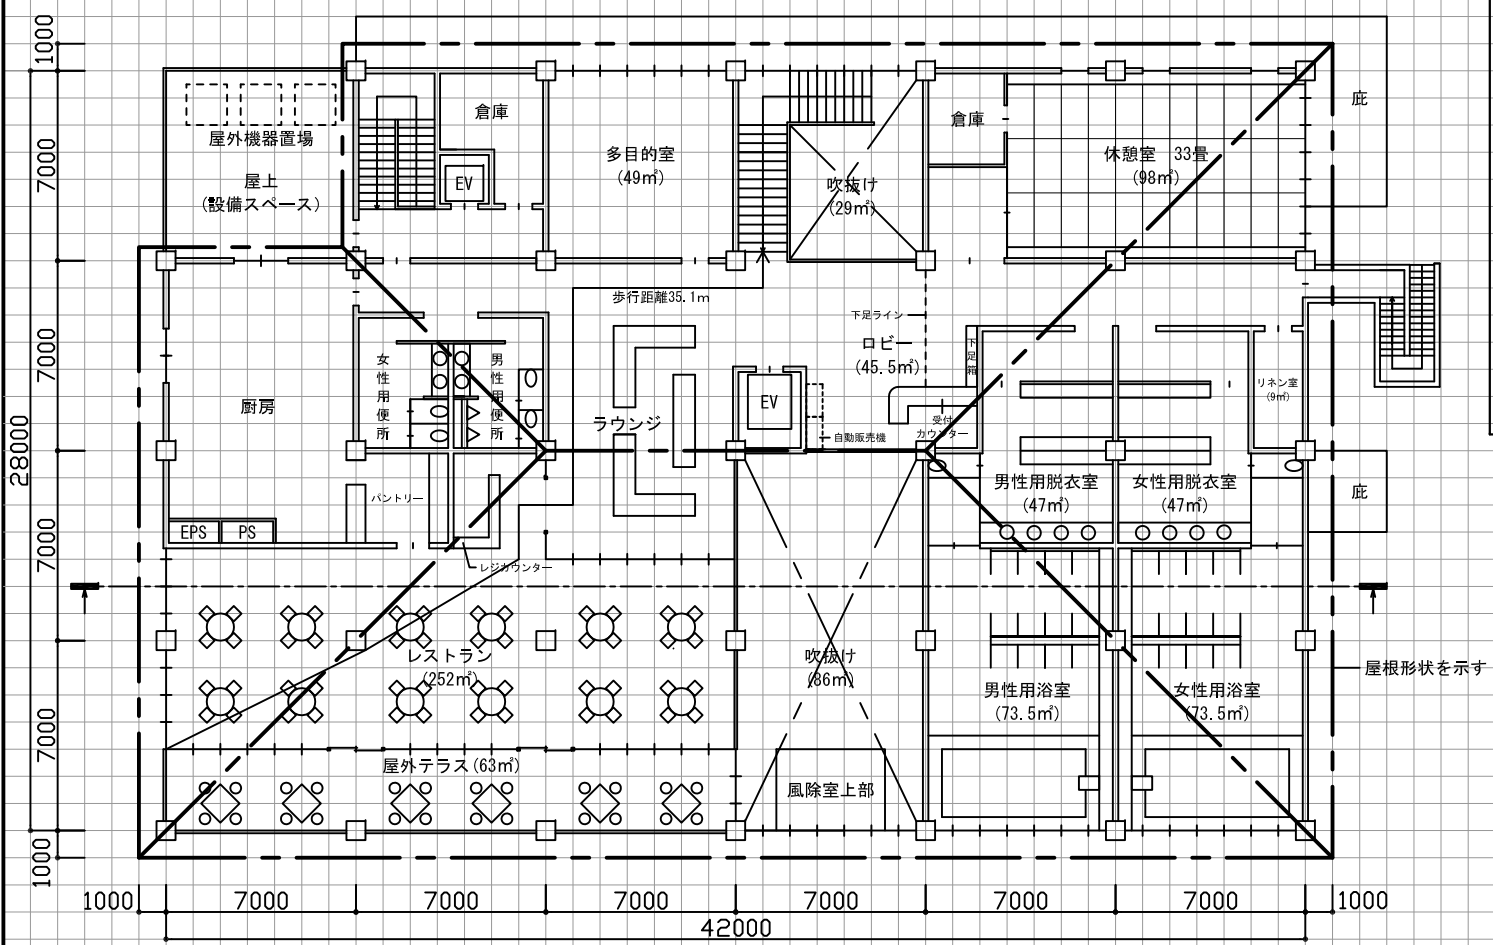 1000
7000
7000
28000
7000
7000
1000
屋外機器置場
屋上
(設備スペース)
倉庫
EV
多目的室
(49㎡)
吹抜け
(29㎡)
倉庫
休憩室 33畳
(98㎡)
庇
歩行距離35.1m
下足ライン
ロビー
(45.5㎡)
下足箱
リネン室
(9㎡)
厨房
女性用便所
男性用便所
ラウンジ
EV
自動販売機
受付
カウンター
パントリー
EPS
PS
レジカウンター
男性用脱衣室
(47㎡)
女性用脱衣室
(47㎡)
庇
レストラン
(252㎡)
吹抜け
(86㎡)
男性用浴室
(73.5㎡)
女性用浴室
(73.5㎡)
屋根形状を示す
屋外テラス(63㎡)
風除室上部
1000
7000
7000
7000
7000
7000
7000
1000
42000